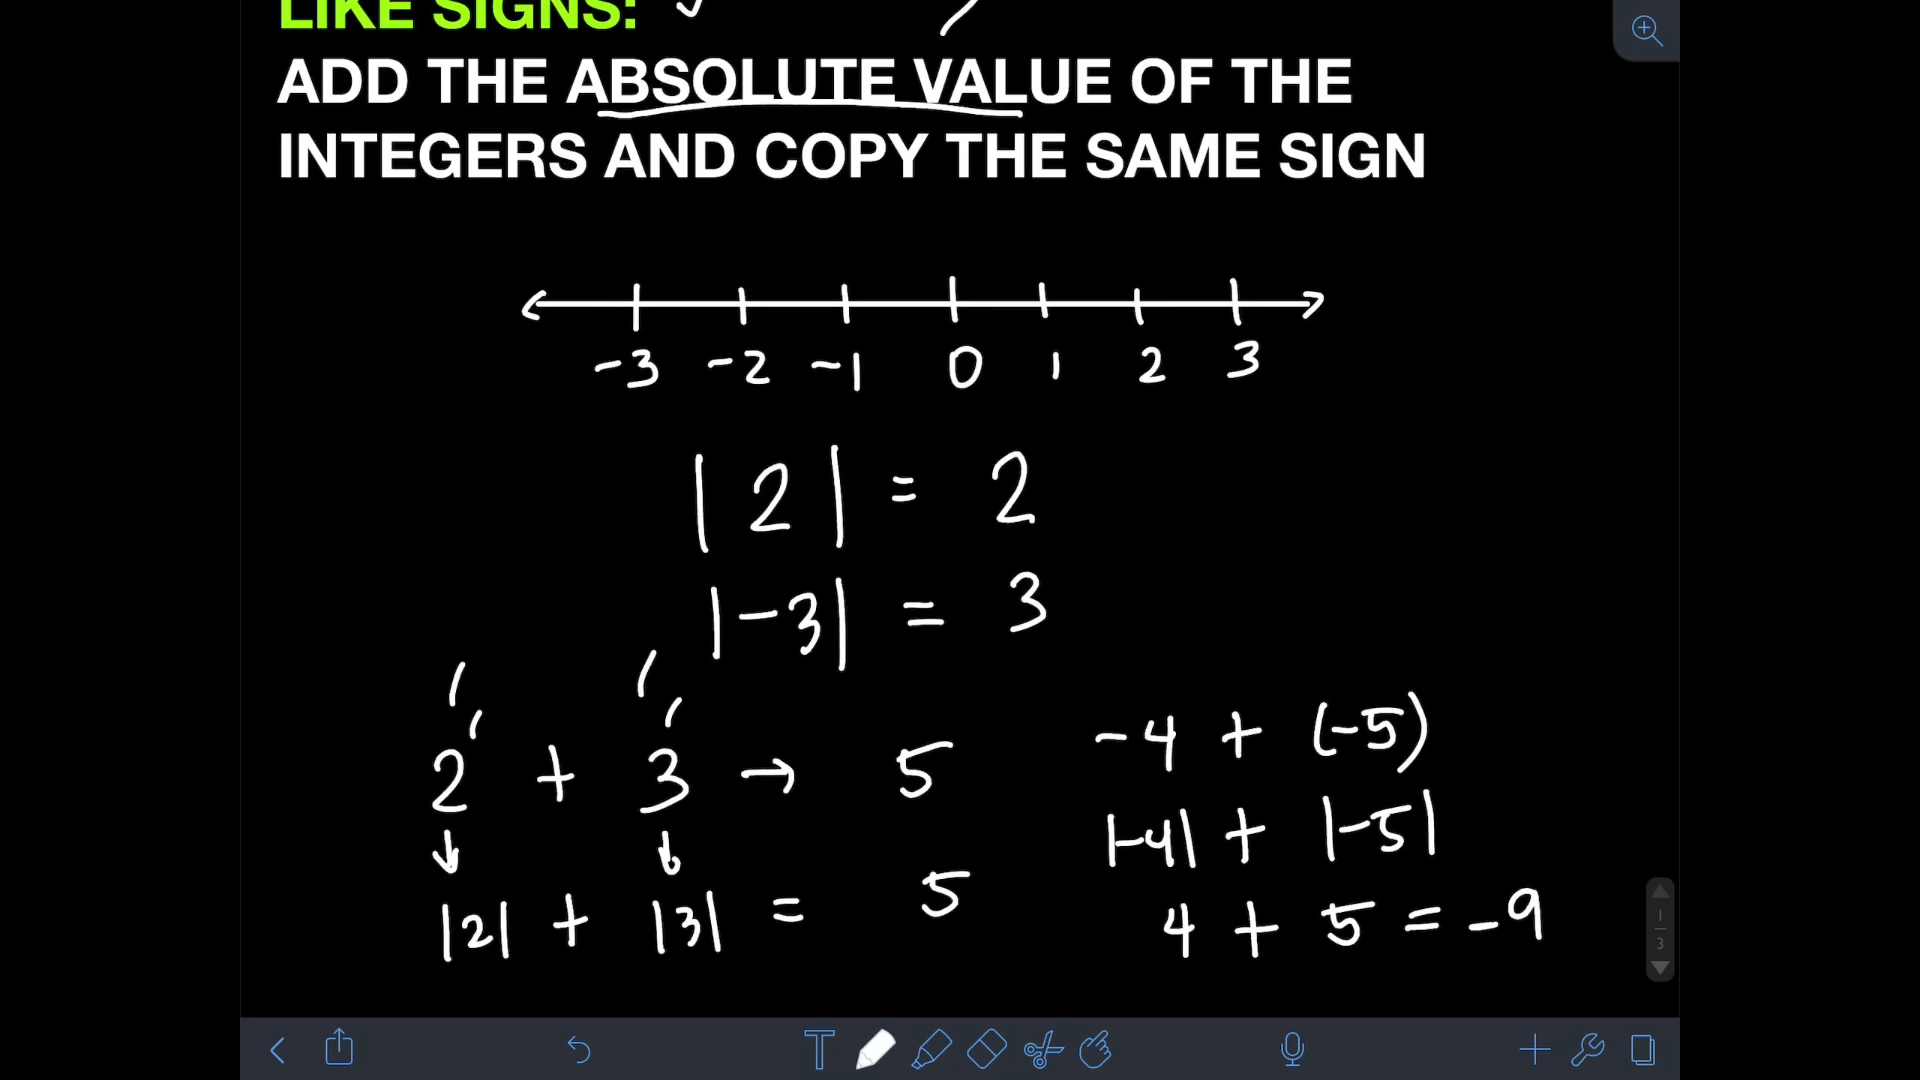 LIKE SIGNS:
ADD THE ABSOLUTE VALUE OF THE
INTEGERS AND COPY THE SAME SIGN
-3 -2 -1 0 1 2 3
|2| = 2
|-3| = 3
2 + 3 → 5
|2| + |3| = 5
-4 + (-5)
|-4| + |-5|
4 + 5 = -9
1
3
T